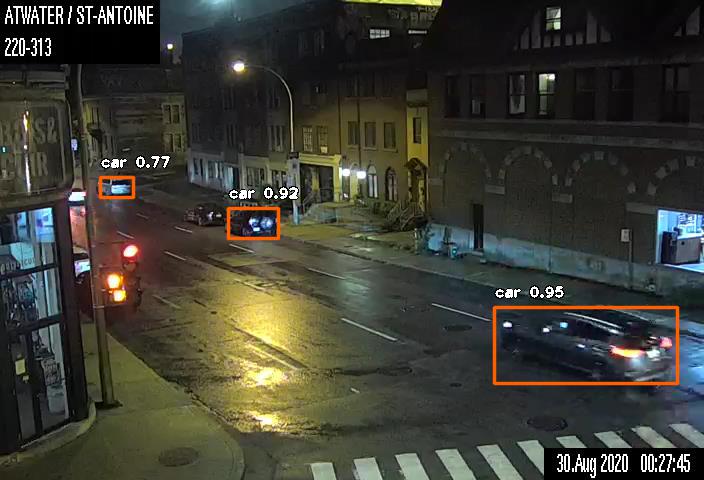 ATWATER / ST-ANTOINE
220-313
car 0.77
car 0.92
car 0.95
30.Aug 2020 00:27:45